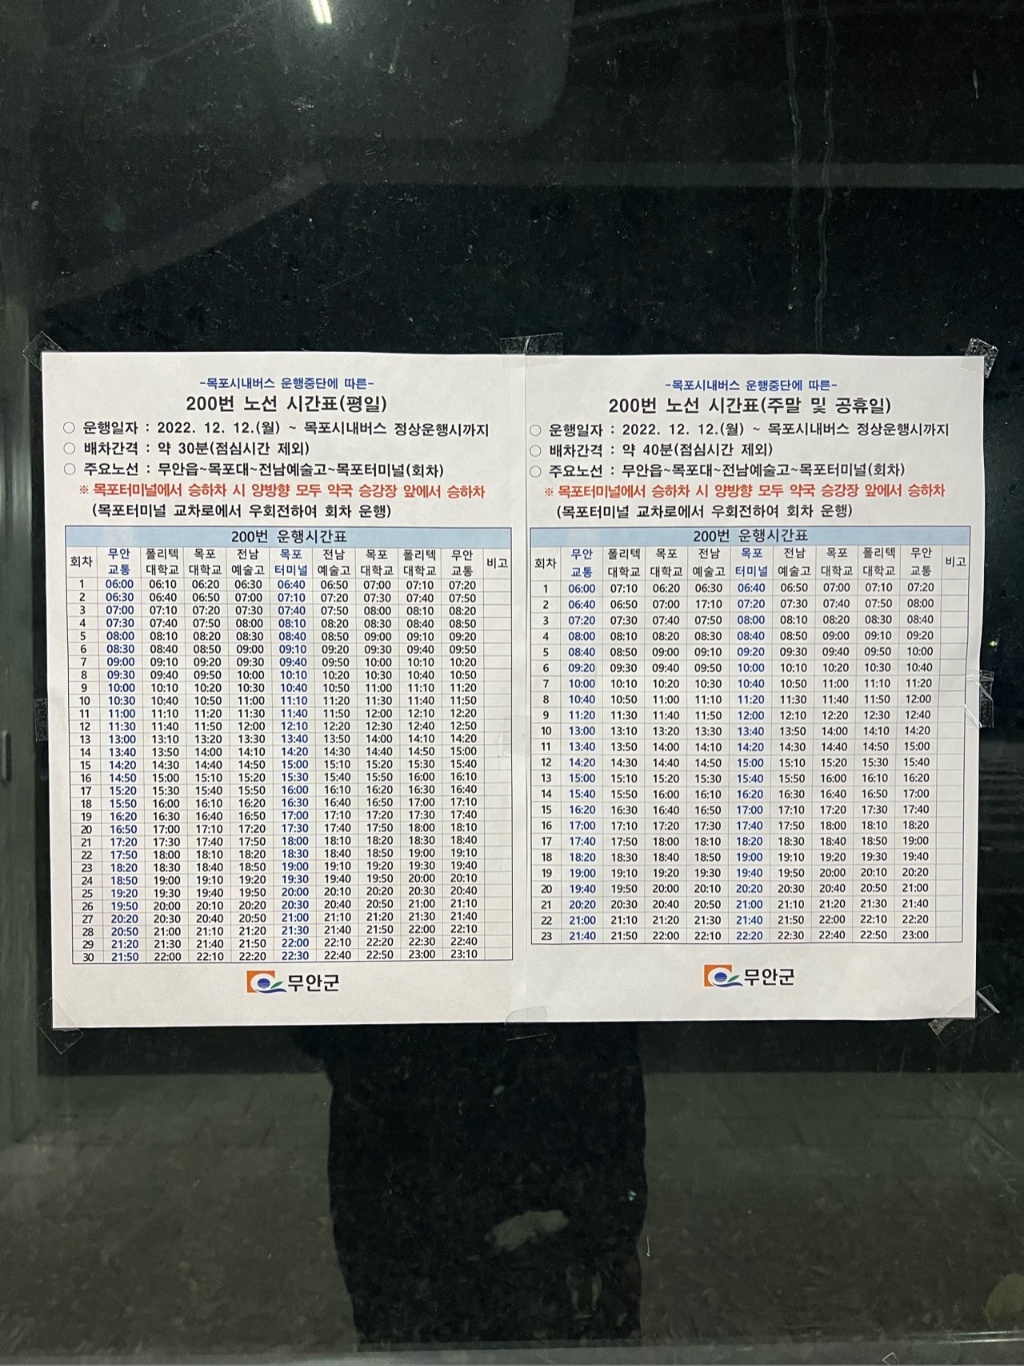 -목포시내버스 운행중단에 따른-
200번 노선 시간표(평일)
○ 운행일자 : 2022. 12. 12.(월) ~ 목포시내버스 정상운행시까지
○ 배차간격 : 약 30분(점심시간 제외)
○ 주요노선 : 무안읍~목포대~전남예술고~목포터미널(회차)
※ 목포터미널에서 승하차 시 양방향 모두 약국 승강장 앞에서 승하차
(목포터미널 교차로에서 우회전하여 회차 운행)
200번 운행시간표
회차 무안교통 폴리텍대학교 목포대학교 전남예술고 목포터미널 전남예술고 목포대학교 폴리텍대학교 무안교통 비고
1 06:00 06:10 06:20 06:30 06:40 06:50 07:00 07:10 07:20
2 06:30 06:40 06:50 07:00 07:10 07:20 07:30 07:40 07:50
3 07:00 07:10 07:20 07:30 07:40 07:50 08:00 08:10 08:20
4 07:30 07:40 07:50 08:00 08:10 08:20 08:30 08:40 08:50
5 08:00 08:10 08:20 08:30 08:40 08:50 09:00 09:10 09:20
6 08:30 08:40 08:50 09:00 09:10 09:20 09:30 09:40 09:50
7 09:00 09:10 09:20 09:30 09:40 09:50 10:00 10:10 10:20
8 09:30 09:40 09:50 10:00 10:10 10:20 10:30 10:40 10:50
9 10:00 10:10 10:20 10:30 10:40 10:50 11:00 11:10 11:20
10 10:30 10:40 10:50 11:00 11:10 11:20 11:30 11:40 11:50
11 11:00 11:10 11:20 11:30 11:40 11:50 12:00 12:10 12:20
12 11:30 11:40 11:50 12:00 12:10 12:20 12:30 12:40 12:50
13 13:00 13:10 13:20 13:30 13:40 13:50 14:00 14:10 14:20
14 13:40 13:50 14:00 14:10 14:20 14:30 14:40 14:50 15:00
15 14:20 14:30 14:40 14:50 15:00 15:10 15:20 15:30 15:40
16 14:50 15:00 15:10 15:20 15:30 15:40 15:50 16:00 16:10
17 15:20 15:30 15:40 15:50 16:00 16:10 16:20 16:30 16:40
18 15:50 16:00 16:10 16:20 16:30 16:40 16:50 17:00 17:10
19 16:20 16:30 16:40 16:50 17:00 17:10 17:20 17:30 17:40
20 16:50 17:00 17:10 17:20 17:30 17:40 17:50 18:00 18:10
21 17:20 17:30 17:40 17:50 18:00 18:10 18:20 18:30 18:40
22 17:50 18:00 18:10 18:20 18:30 18:40 18:50 19:00 19:10
23 18:20 18:30 18:40 18:50 19:00 19:10 19:20 19:30 19:40
24 18:50 19:00 19:10 19:20 19:30 19:40 19:50 20:00 20:10
25 19:20 19:30 19:40 19:50 20:00 20:10 20:20 20:30 20:40
26 19:50 20:00 20:10 20:20 20:30 20:40 20:50 21:00 21:10
27 20:20 20:30 20:40 20:50 21:00 21:10 21:20 21:30 21:40
28 20:50 21:00 21:10 21:20 21:30 21:40 21:50 22:00 22:10
29 21:20 21:30 21:40 21:50 22:00 22:10 22:20 22:30 22:40
30 21:50 22:00 22:10 22:20 22:30 22:40 22:50 23:00 23:10
무안군
-목포시내버스 운행중단에 따른-
200번 노선 시간표(주말 및 공휴일)
○ 운행일자 : 2022. 12. 12.(월) ~ 목포시내버스 정상운행시까지
○ 배차간격 : 약 40분(점심시간 제외)
○ 주요노선 : 무안읍~목포대~전남예술고~목포터미널(회차)
※ 목포터미널에서 승하차 시 양방향 모두 약국 승강장 앞에서 승하차
(목포터미널 교차로에서 우회전하여 회차 운행)
200번 운행시간표
회차 무안교통 폴리텍대학교 목포대학교 전남예술고 목포터미널 전남예술고 목포대학교 폴리텍대학교 무안교통 비고
1 06:00 07:10 06:20 06:30 06:40 06:50 07:00 07:10 07:20
2 06:40 06:50 07:00 17:10 07:20 07:30 07:40 07:50 08:00
3 07:20 07:30 07:40 07:50 08:00 08:10 08:20 08:30 08:40
4 08:00 08:10 08:20 08:30 08:40 08:50 09:00 09:10 09:20
5 08:40 08:50 09:00 09:10 09:20 09:30 09:40 09:50 10:00
6 09:20 09:30 09:40 09:50 10:00 10:10 10:20 10:30 10:40
7 10:00 10:10 10:20 10:30 10:40 10:50 11:00 11:10 11:20
8 10:40 10:50 11:00 11:10 11:20 11:30 11:40 11:50 12:00
9 11:20 11:30 11:40 11:50 12:00 12:10 12:20 12:30 12:40
10 13:00 13:10 13:20 13:30 13:40 13:50 14:00 14:10 14:20
11 13:40 13:50 14:00 14:10 14:20 14:30 14:40 14:50 15:00
12 14:20 14:30 14:40 14:50 15:00 15:10 15:20 15:30 15:40
13 15:00 15:10 15:20 15:30 15:40 15:50 16:00 16:10 16:20
14 15:40 15:50 16:00 16:10 16:20 16:30 16:40 16:50 17:00
15 16:20 16:30 16:40 16:50 17:00 17:10 17:20 17:30 17:40
16 17:00 17:10 17:20 17:30 17:40 17:50 18:00 18:10 18:20
17 17:40 17:50 18:00 18:10 18:20 18:30 18:40 18:50 19:00
18 18:20 18:30 18:40 18:50 19:00 19:10 19:20 19:30 19:40
19 19:00 19:10 19:20 19:30 19:40 19:50 20:00 20:10 20:20
20 19:40 19:50 20:00 20:10 20:20 20:30 20:40 20:50 21:00
21 20:20 20:30 20:40 20:50 21:00 21:10 21:20 21:30 21:40
22 21:00 21:10 21:20 21:30 21:40 21:50 22:00 22:10 22:20
23 21:40 21:50 22:00 22:10 22:20 22:30 22:40 22:50 23:00
무안군